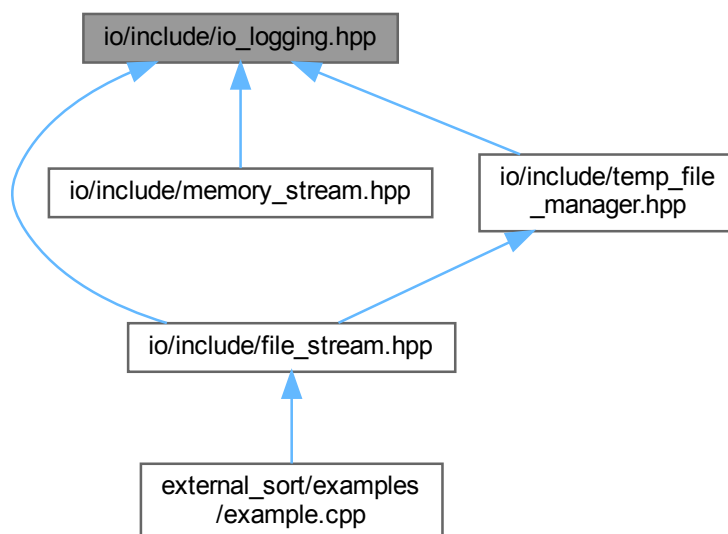 io/include/io_logging.hpp
io/include/memory_stream.hpp
io/include/temp_file
_manager.hpp
io/include/file_stream.hpp
external_sort/examples
/example.cpp